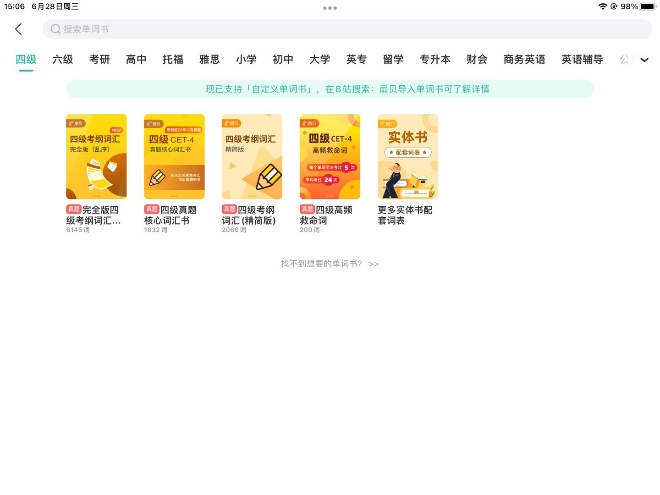 15:06 6月28日周三
98%
搜索单词书
四级 六级 考研 高中 托福 雅思 小学 初中 大学 英专 留学 专升本 财会 商务英语 英语辅导
现已支持「自定义单词书」，在B站搜索：扇贝导入单词书可了解详情
四级考纲词汇
完全版（乱序）
四级 CET-4
真题核心词汇书
四级考纲词汇
精简版
四级 CET-4
高频救命词
5
24
实体书
配套词表
真题 完全版四级考纲词汇...
6145 词
真题 四级真题核心词汇书
1632 词
真题 四级考纲词汇（精简版）
2060 词
真题 四级高频救命词
200 词
更多实体书配套词表
找不到想要的单词书? >>